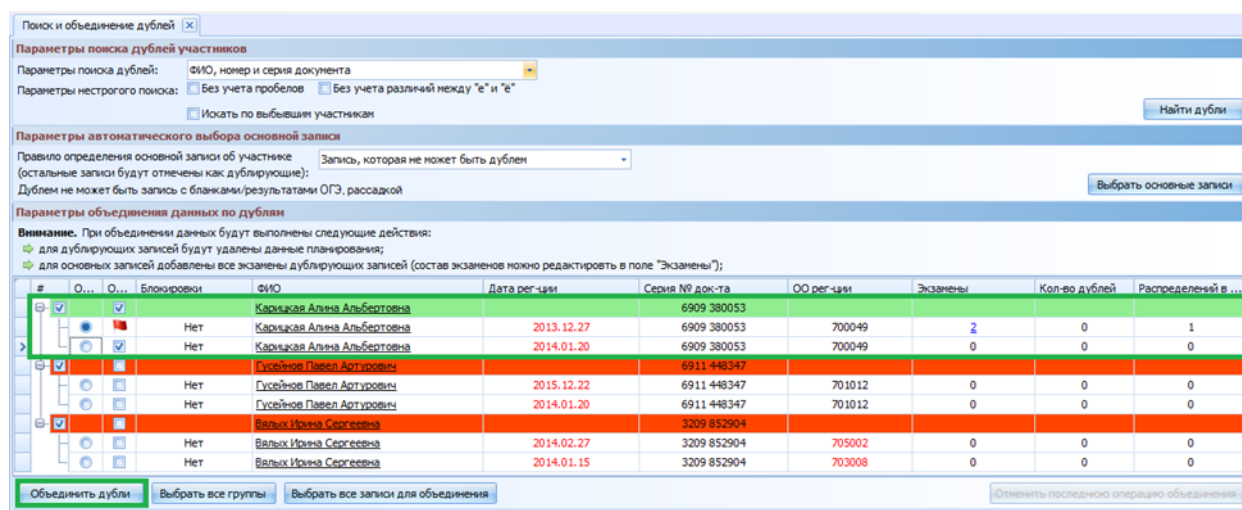 Поиск и объединение дублей
Параметры поиска дублей участников
Параметры поиска дублей: ФИО, номер и серия документа
Параметры нестрогого поиска: Без учета пробелов Без учета различий между "е" и "ё"
Искать по выбывшим участникам
Найти дубли
Параметры автоматического выбора основной записи
Правило определения основной записи об участнике Запись, которая не может быть дублем
(остальные записи будут отмечены как дублирующие):
Дублем не может быть запись с бланками/результатами ОГЭ, рассадкой
Выбрать основные записи
Параметры объединения данных по дублям
Внимание. При объединении данных будут выполнены следующие действия:
для дублирующих записей будут удалены данные планирования;
для основных записей добавлены все экзамены дублирующих записей (состав экзаменов можно редактировть в поле "Экзамены");
# О... О... Блокировки ФИО Дата рег-ции Серия № док-та ОО рег-ции Экзамены Кол-во дублей Распределений в ...
Карицкая Алина Альбертовна 6909 380053
Нет Карицкая Алина Альбертовна 2013.12.27 6909 380053 700049 2 0 1
Нет Карицкая Алина Альбертовна 2014.01.20 6909 380053 700049 0 0 0
Гусейнов Павел Артурович 6911 448347
Нет Гусейнов Павел Артурович 2015.12.22 6911 448347 701012 0 0 0
Нет Гусейнов Павел Артурович 2014.01.20 6911 448347 701012 0 0 0
Вялых Ирина Сергеевна 3209 852904
Нет Вялых Ирина Сергеевна 2014.02.27 3209 852904 705002 0 0 0
Нет Вялых Ирина Сергеевна 2014.01.15 3209 852904 703008 0 0 0
Объединить дубли Выбрать все группы Выбрать все записи для объединения Отменить последнюю операцию объединения